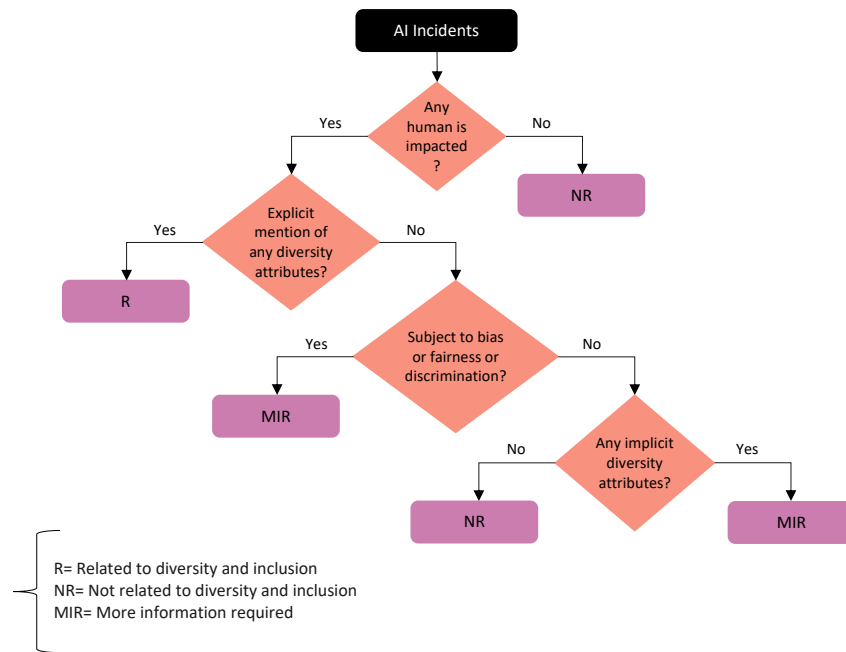 AI Incidents
Any
human is
impacted
?
Yes
No
NR
Explicit
mention of
any diversity
attributes?
Yes
No
R
Subject to bias
or fairness or
discrimination?
Yes
No
MIR
Any implicit
diversity
attributes?
No
Yes
NR
MIR
R= Related to diversity and inclusion
NR= Not related to diversity and inclusion
MIR= More information required